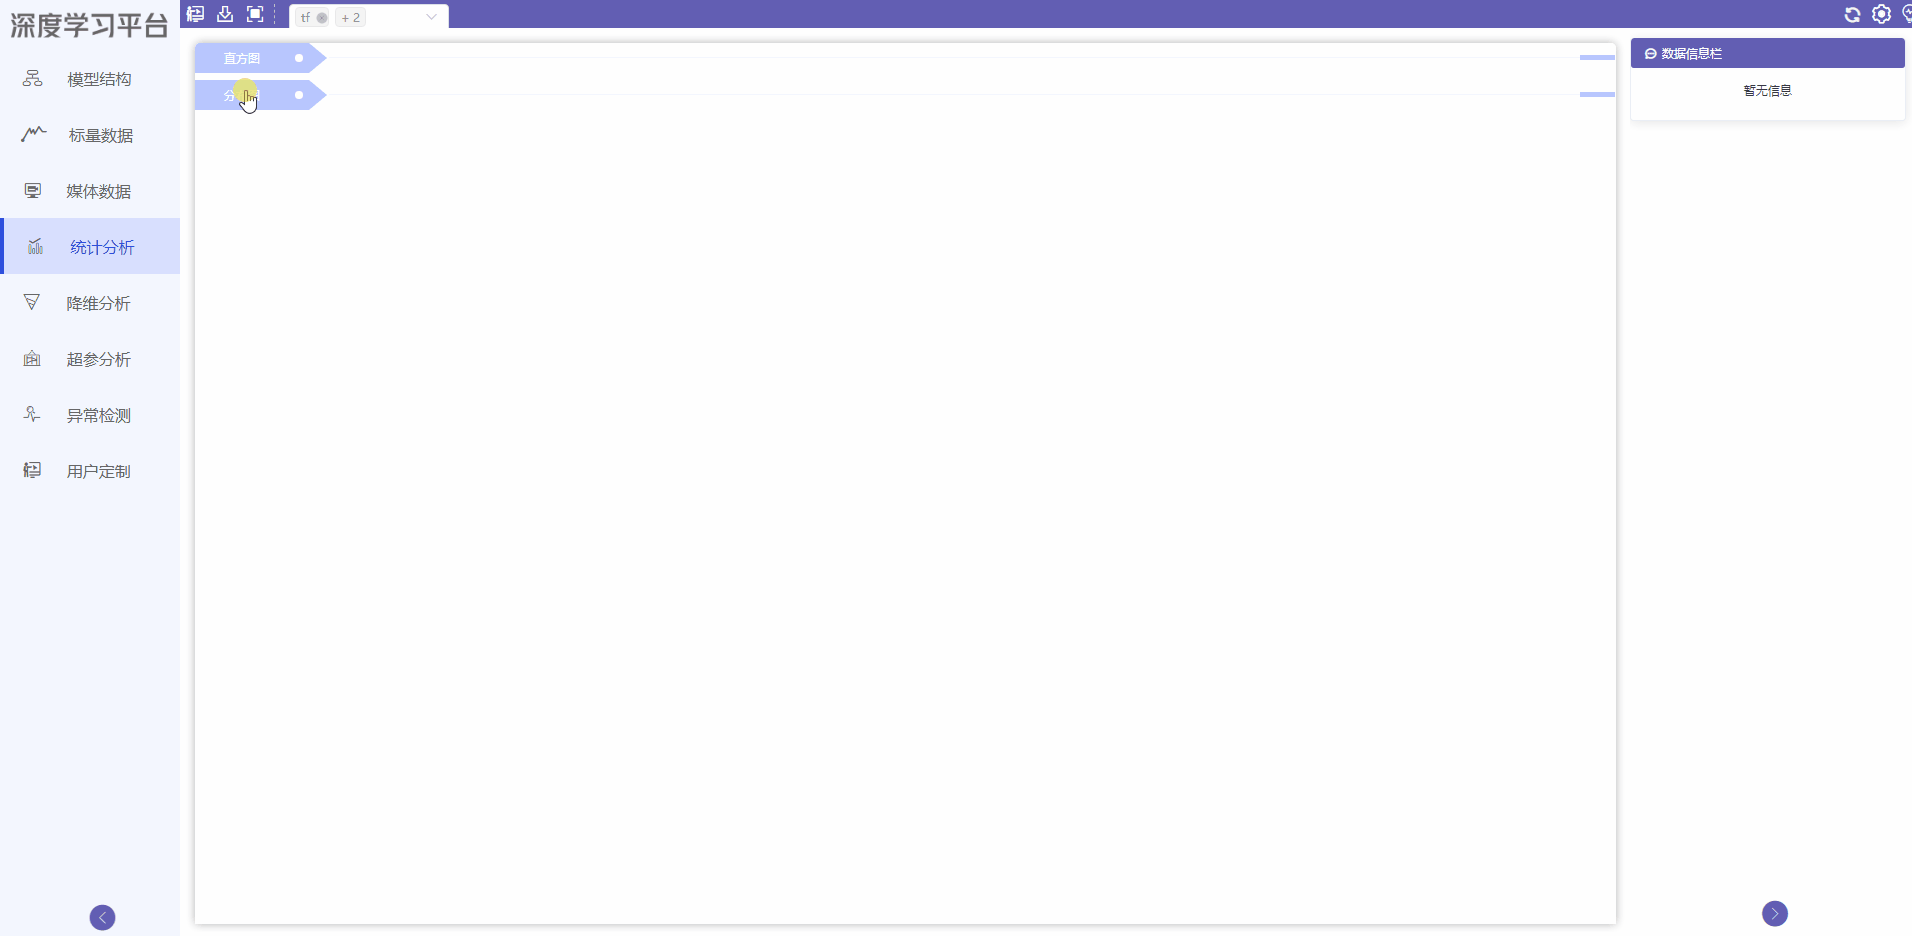 深度学习平台
tf
+ 2
模型结构
标量数据
媒体数据
统计分析
降维分析
超参分析
异常检测
用户定制
直方图
数据信息栏
暂无信息